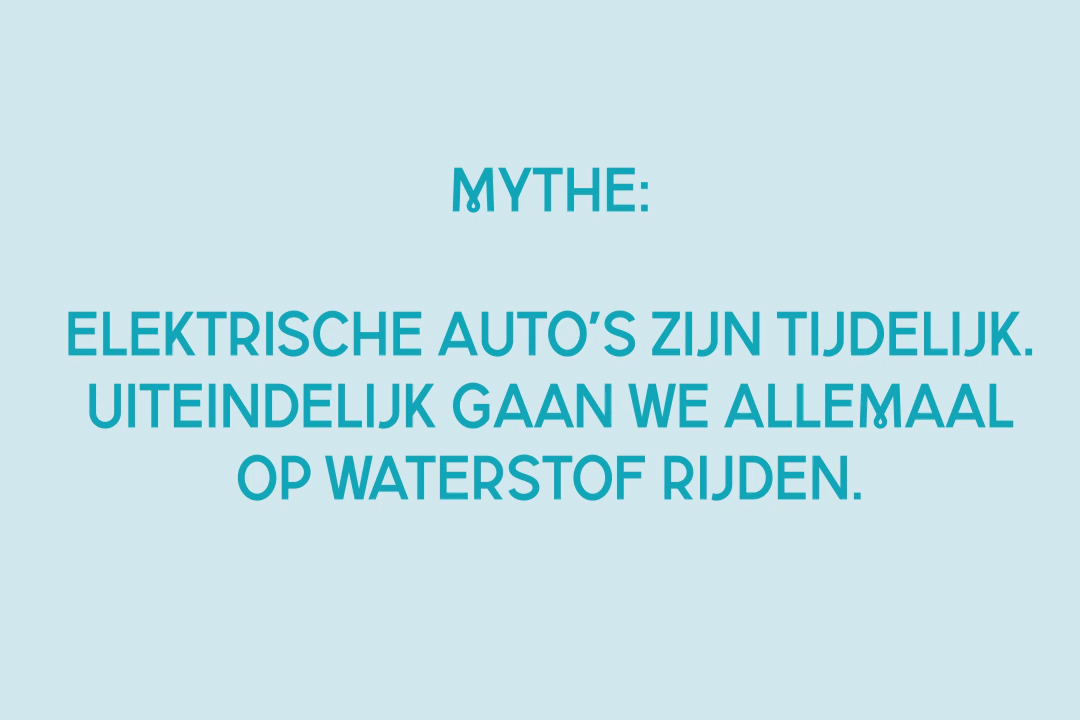 MYTHE:
ELEKTRISCHE AUTO'S ZIJN TIJDELIJK.
UITEINDELIJK GAAN WE ALLEMAAL
OP WATERSTOF RIJDEN.